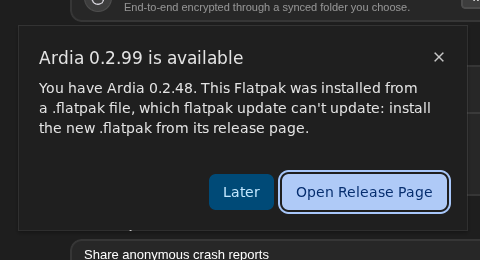 End-to-end encrypted through a synced folder you choose.
Ardia 0.2.99 is available
You have Ardia 0.2.48. This Flatpak was installed from
a .flatpak file, which flatpak update can't update: install
the new .flatpak from its release page.
Later
Open Release Page
Share anonymous crash reports